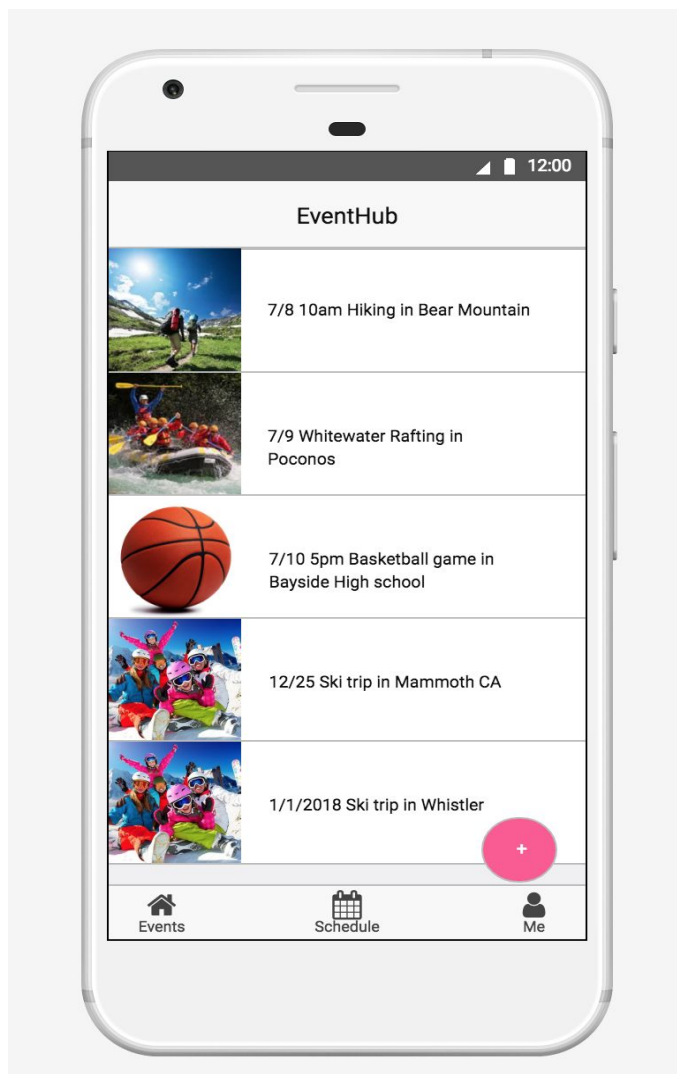 12:00
EventHub
7/8 10am Hiking in Bear Mountain
7/9 Whitewater Rafting in
Poconos
7/10 5pm Basketball game in
Bayside High school
12/25 Ski trip in Mammoth CA
1/1/2018 Ski trip in Whistler
+
Events
Schedule
Me